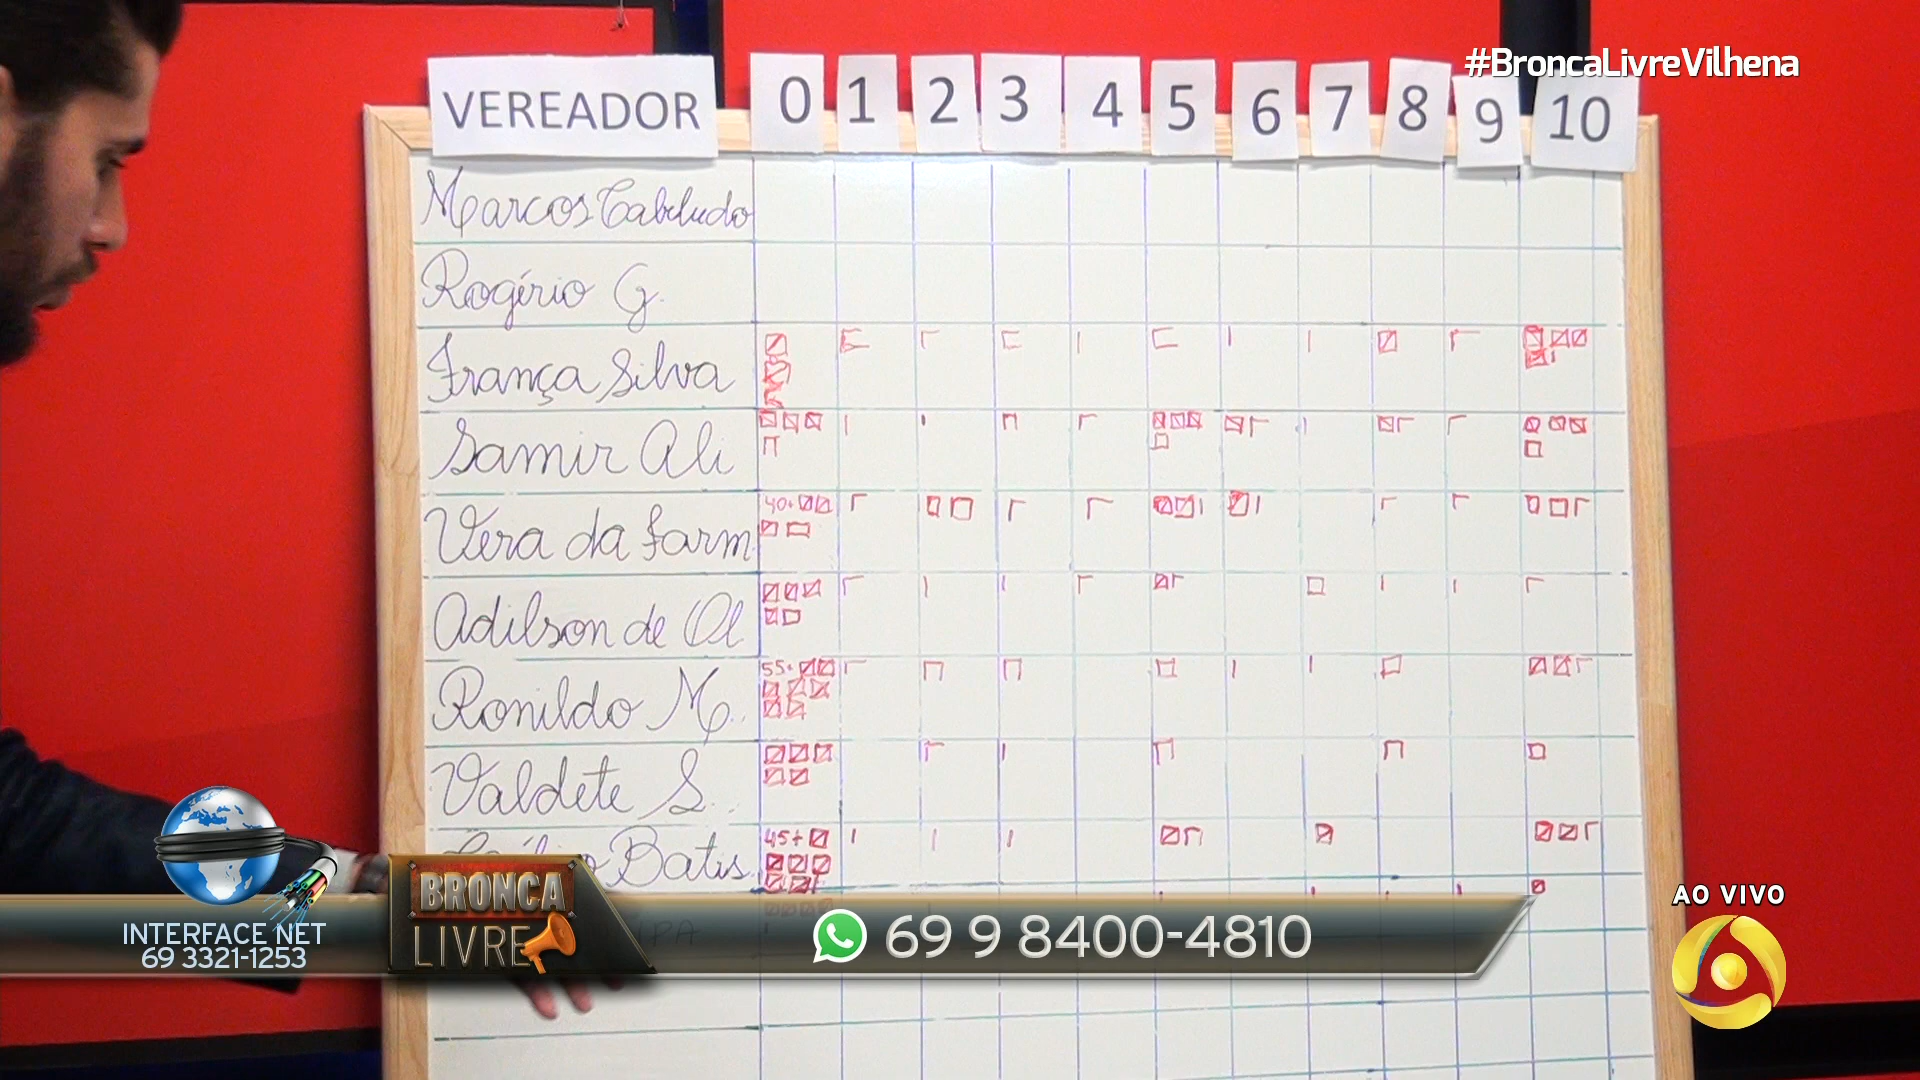 #BroncaLivreVilhena
VEREADOR 0 1 2 3 4 5 6 7 8 9 10
Marcos Cabeludo
Rogério G.
França Silva
Samir Ali
Vera da Farm 40+
Adilson de Ol
Ronildo M. 55+
Valdete S.
Batis 45+
AO VIVO
BRONCA
LIVRE
69 9 8400-4810
INTERFACE NET
69 3321-1253